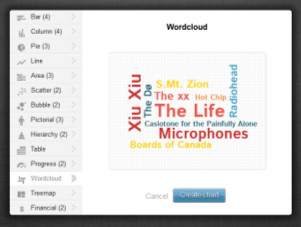 Bar (4)
Column (4)
Pie (3)
Line
Area (3)
Scatter (2)
Bubble (2)
Pictorial (3)
Hierarchy (2)
Table
Progress (2)
Wordcloud
Treemap
Financial (2)
Wordcloud
Xiu Xiu
The Dø
S.Mt. Zion
The xx
Hot Chip
Radiohead
The Life
Casiotone for the Painfully Alone
Microphones
Boards of Canada
Cancel
Create chart